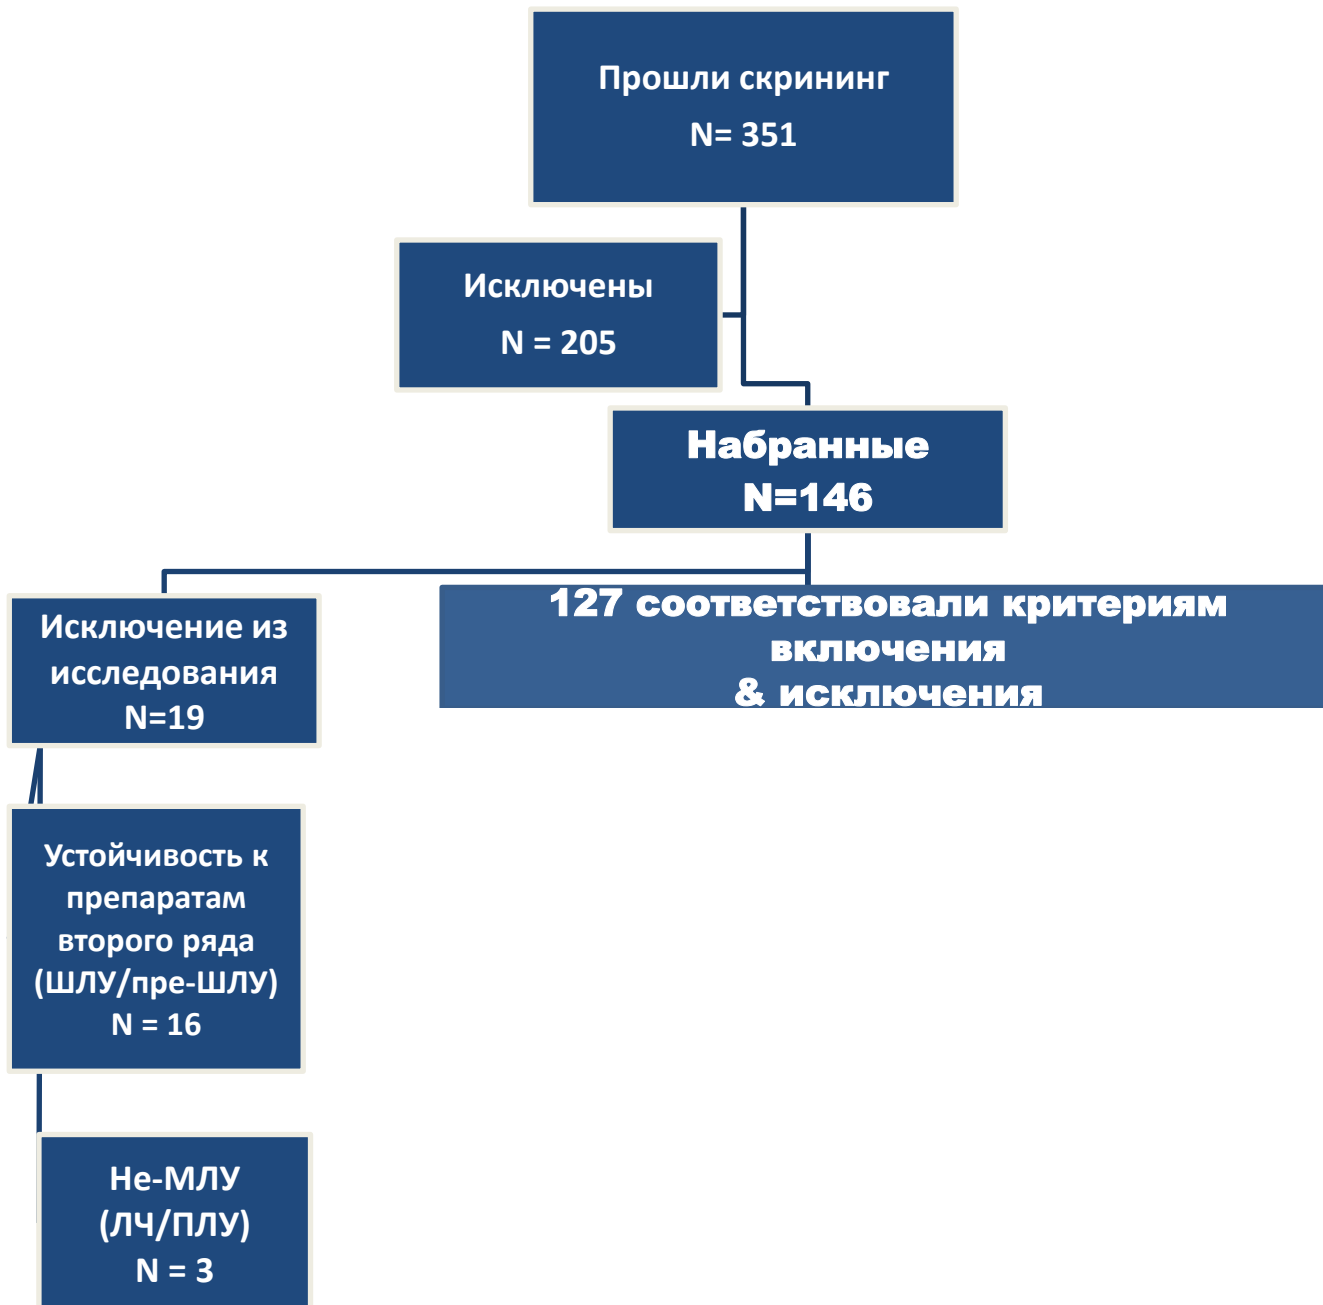 Прошли скрининг
N= 351
Исключены
N = 205
Набранные
N=146
127 соответствовали критериям
включения
& исключения
Исключение из
исследования
N=19
Устойчивость к
препаратам
второго ряда
(ШЛУ/пре-ШЛУ)
N = 16
Не-МЛУ
(ЛЧ/ПЛУ)
N = 3